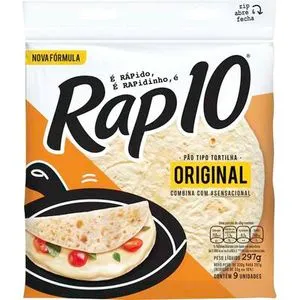 zip
abre &
fecha
NOVA FÓRMULA
É RÁPido,
É RAPidinho, é
Rap10
PÃO TIPO TORTILHA
ORIGINAL
COMBINA COM #SENSACIONAL
PESO LÍQUIDO 297g
CONTÉM 9 UNIDADES